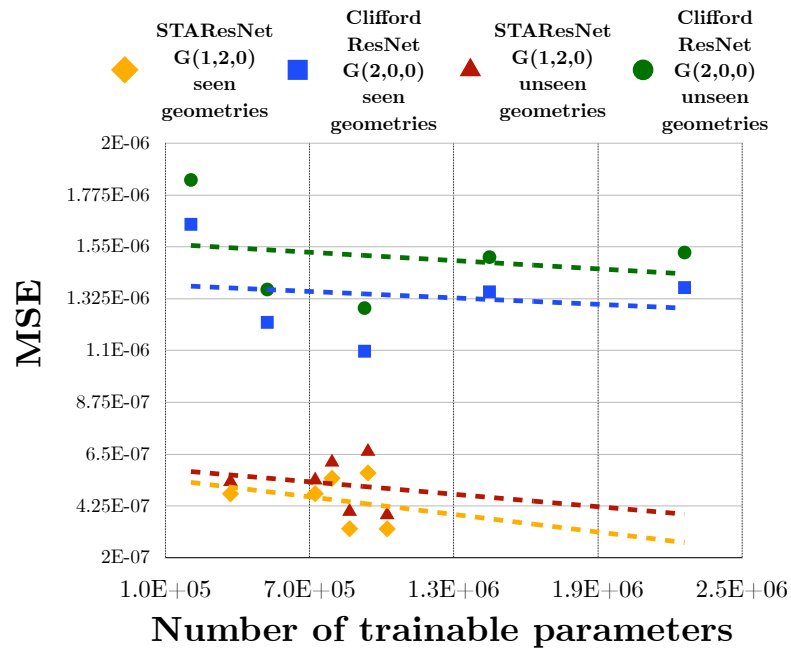 STAResNet
G(1,2,0)
seen
geometries
Clifford
ResNet
G(2,0,0)
seen
geometries
STAResNet
G(1,2,0)
unseen
geometries
Clifford
ResNet
G(2,0,0)
unseen
geometries
MSE
2E-06
1.775E-06
1.55E-06
1.325E-06
1.1E-06
8.75E-07
6.5E-07
4.25E-07
2E-07
1.0E+05
7.0E+05
1.3E+06
1.9E+06
2.5E+06
Number of trainable parameters